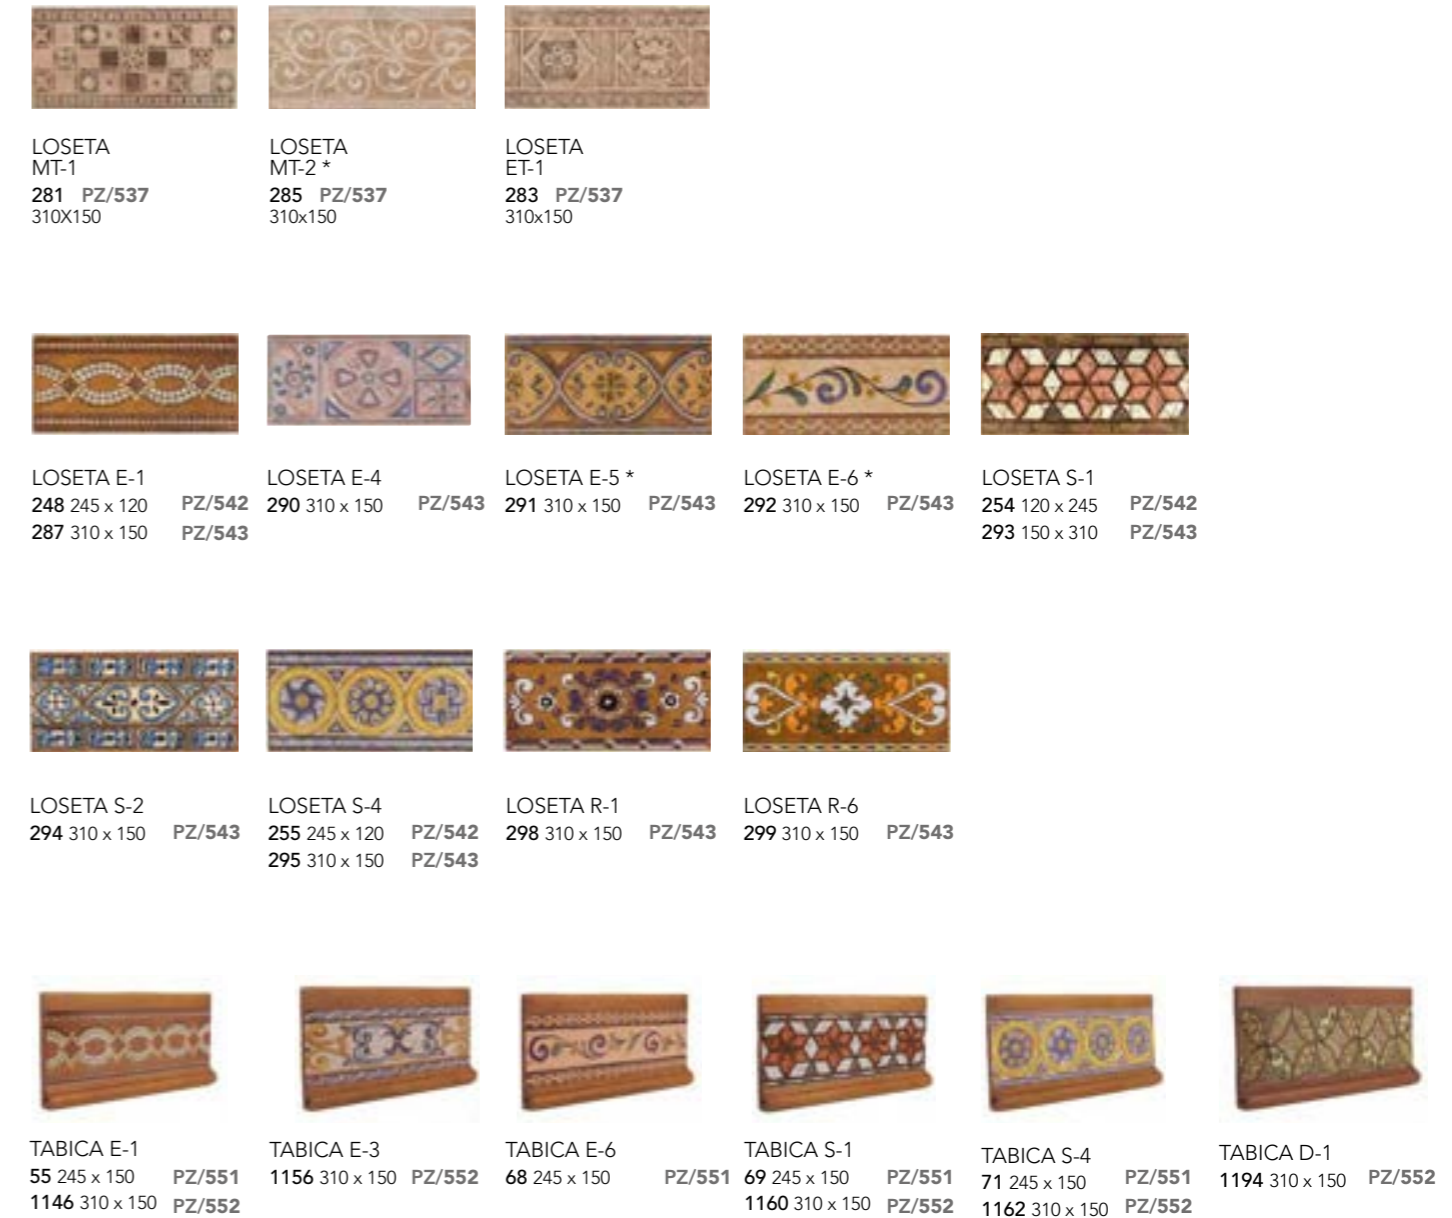 LOSETA
MT-1
281 PZ/537
310X150
LOSETA
MT-2 *
285 PZ/537
310x150
LOSETA
ET-1
283 PZ/537
310x150
LOSETA E-1
248 245 x 120 PZ/542
287 310 x 150 PZ/543
LOSETA E-4
290 310 x 150 PZ/543
LOSETA E-5 *
291 310 x 150 PZ/543
LOSETA E-6 *
292 310 x 150 PZ/543
LOSETA S-1
254 120 x 245 PZ/542
293 150 x 310 PZ/543
LOSETA S-2
294 310 x 150 PZ/543
LOSETA S-4
255 245 x 120 PZ/542
295 310 x 150 PZ/543
LOSETA R-1
298 310 x 150 PZ/543
LOSETA R-6
299 310 x 150 PZ/543
TABICA E-1
55 245 x 150 PZ/551
1146 310 x 150 PZ/552
TABICA E-3
1156 310 x 150 PZ/552
TABICA E-6
68 245 x 150 PZ/551
TABICA S-1
69 245 x 150 PZ/551
1160 310 x 150 PZ/552
TABICA S-4
71 245 x 150 PZ/551
1162 310 x 150 PZ/552
TABICA D-1
1194 310 x 150 PZ/552